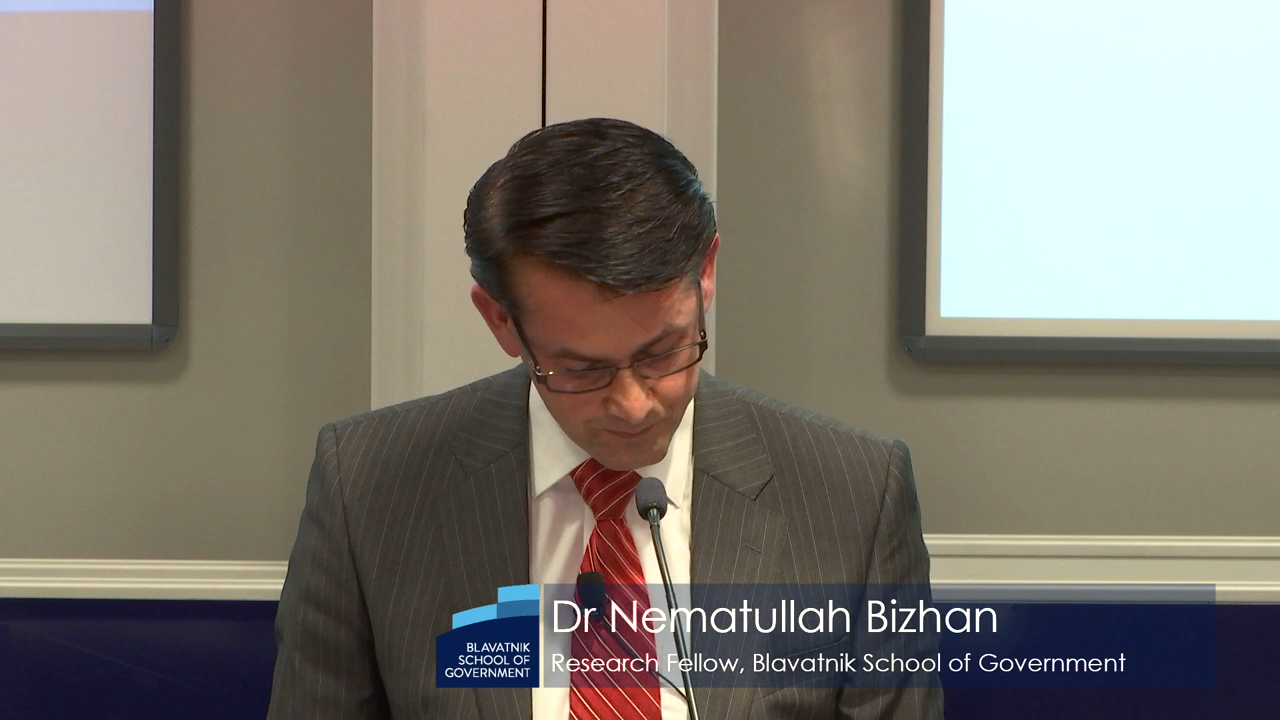 Dr Nematullah Bizhan
BLAVATNIK
SCHOOL OF
GOVERNMENT
Research Fellow, Blavatnik School of Government